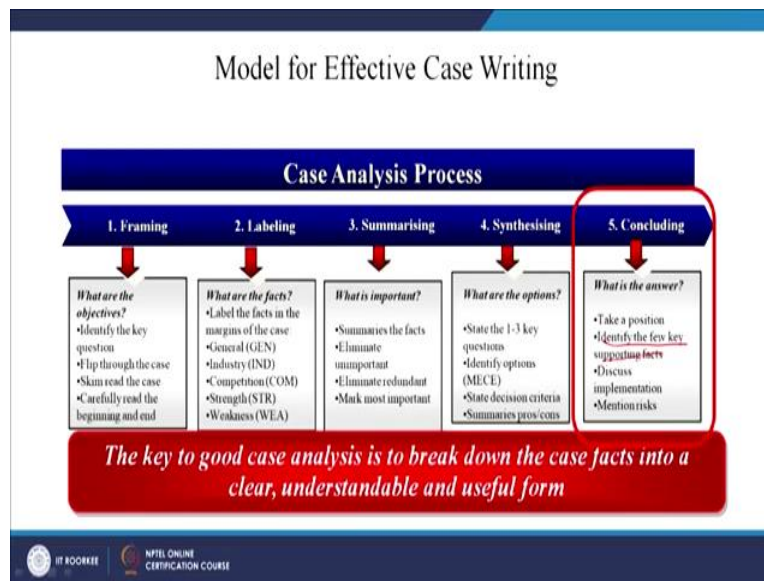 Model for Effective Case Writing
Case Analysis Process
1. Framing
2. Labeling
3. Summarising
4. Synthesising
5. Concluding
What are the
objectives?
•Identify the key
question
•Flip through the case
•Skim read the case
•Carefully read the
beginning and end
What are the facts?
•Label the facts in the
margins of the case
•General (GEN)
•Industry (IND)
•Competition (COM)
•Strength (STR)
•Weakness (WEA)
What is important?
•Summaries the facts
•Eliminate
unimportant
•Eliminate redundant
•Mark most important
What are the options?
•State the 1-3 key
questions
•Identify options
(MECE)
•State decision criteria
•Summaries pros/cons
What is the answer?
•Take a position
•Identify the few key
supporting facts
•Discuss
implementation
•Mention risks
The key to good case analysis is to break down the case facts into a
clear, understandable and useful form
IIT ROORKEE
NPTEL ONLINE
CERTIFICATION COURSE